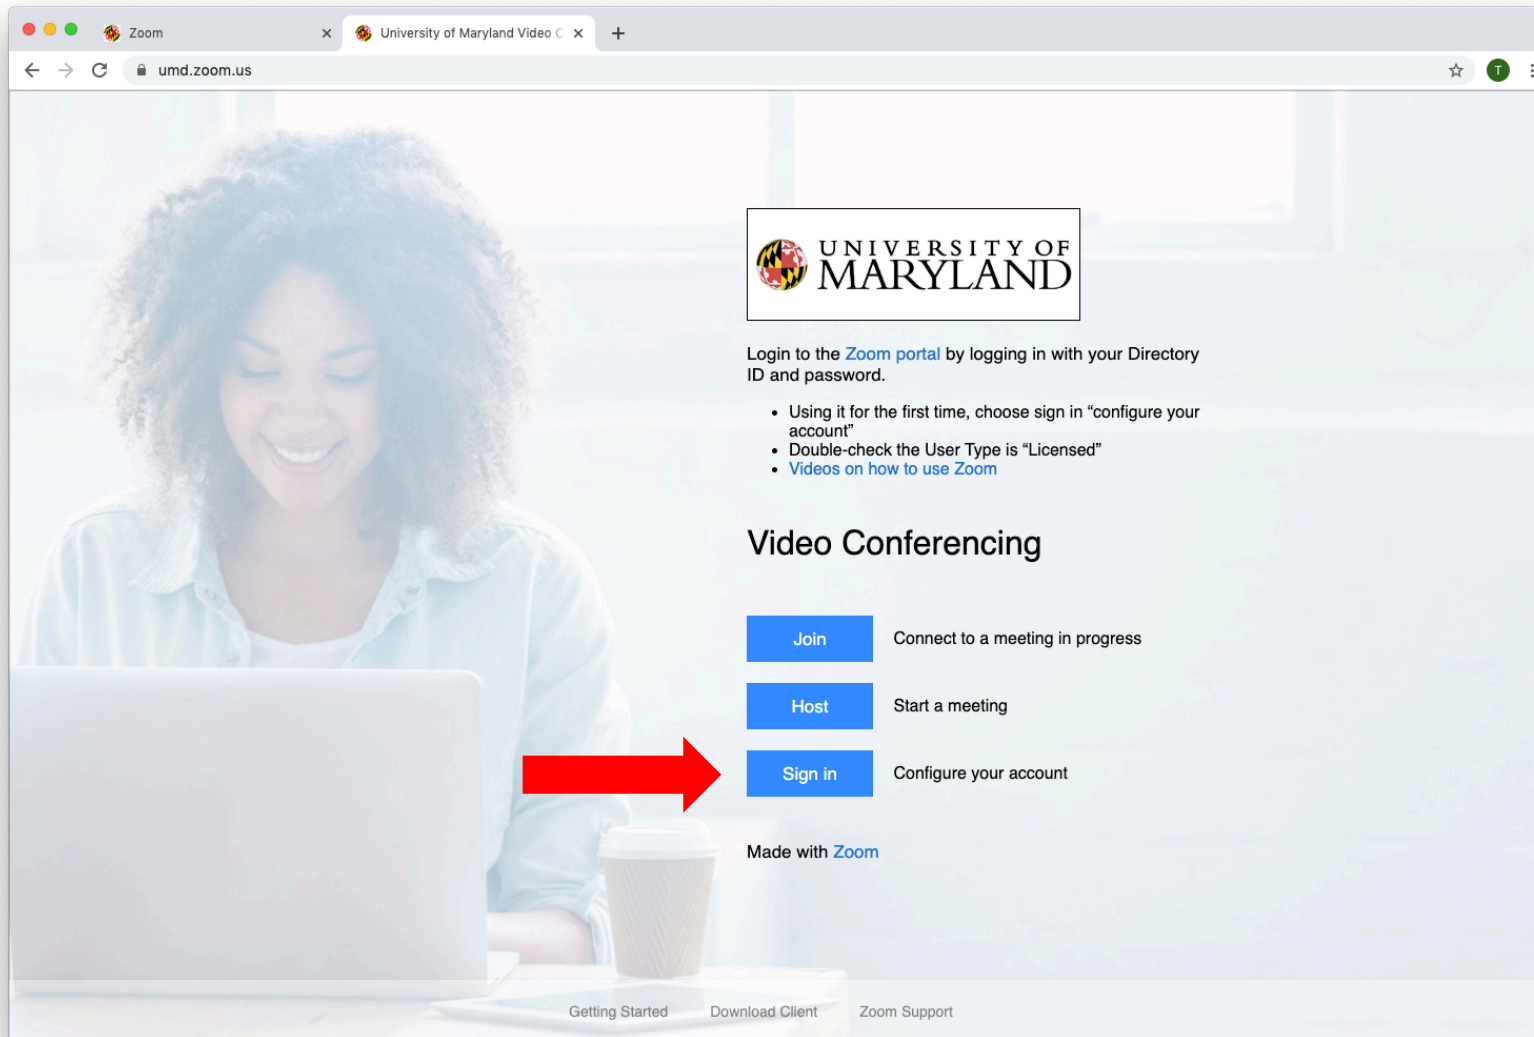 Zoom
University of Maryland Video C
umd.zoom.us
T
UNIVERSITY OF
MARYLAND
Login to the Zoom portal by logging in with your Directory
ID and password.
• Using it for the first time, choose sign in “configure your
account”
• Double-check the User Type is “Licensed”
• Videos on how to use Zoom
Video Conferencing
Join Connect to a meeting in progress
Host Start a meeting
Sign in Configure your account
Made with Zoom
Getting Started Download Client Zoom Support